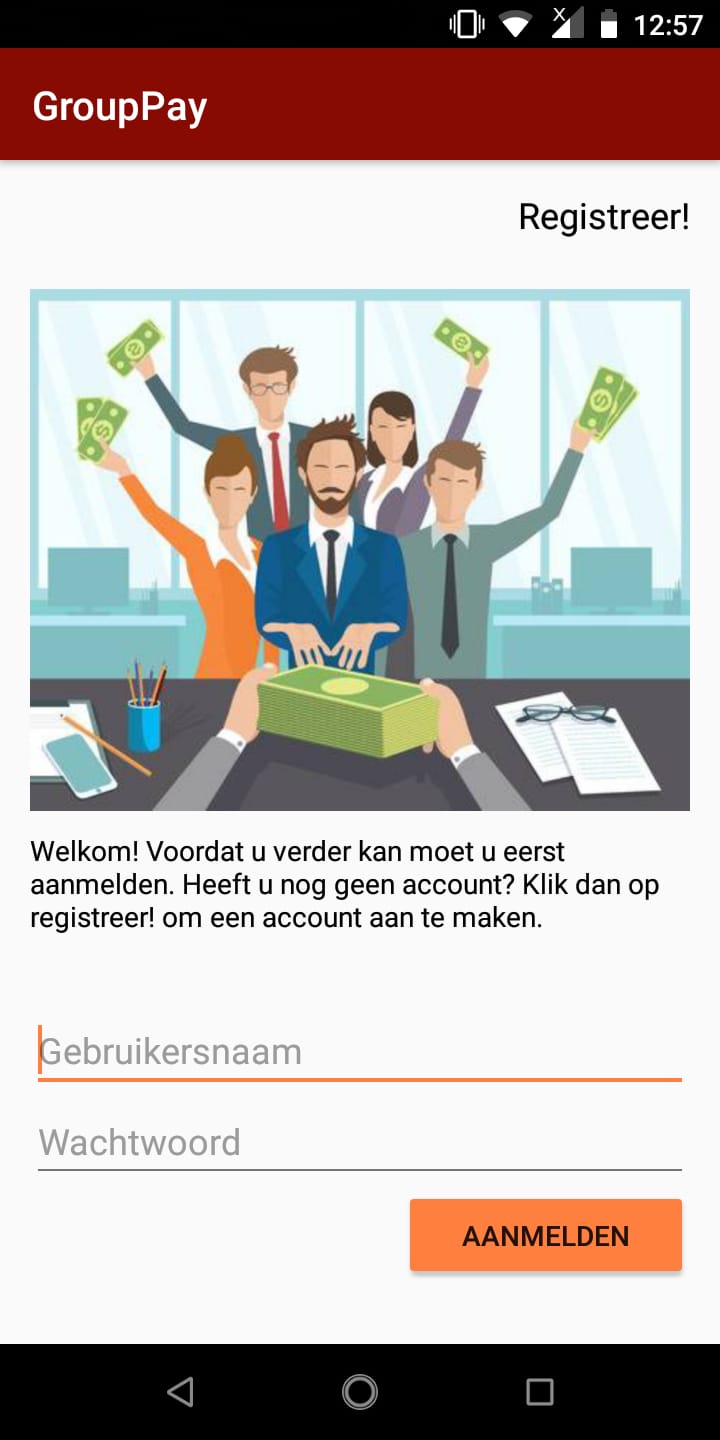 12:57
GroupPay
Registreer!
Welkom! Voordat u verder kan moet u eerst
aanmelden. Heeft u nog geen account? Klik dan op
registreer! om een account aan te maken.
Gebruikersnaam
Wachtwoord
AANMELDEN